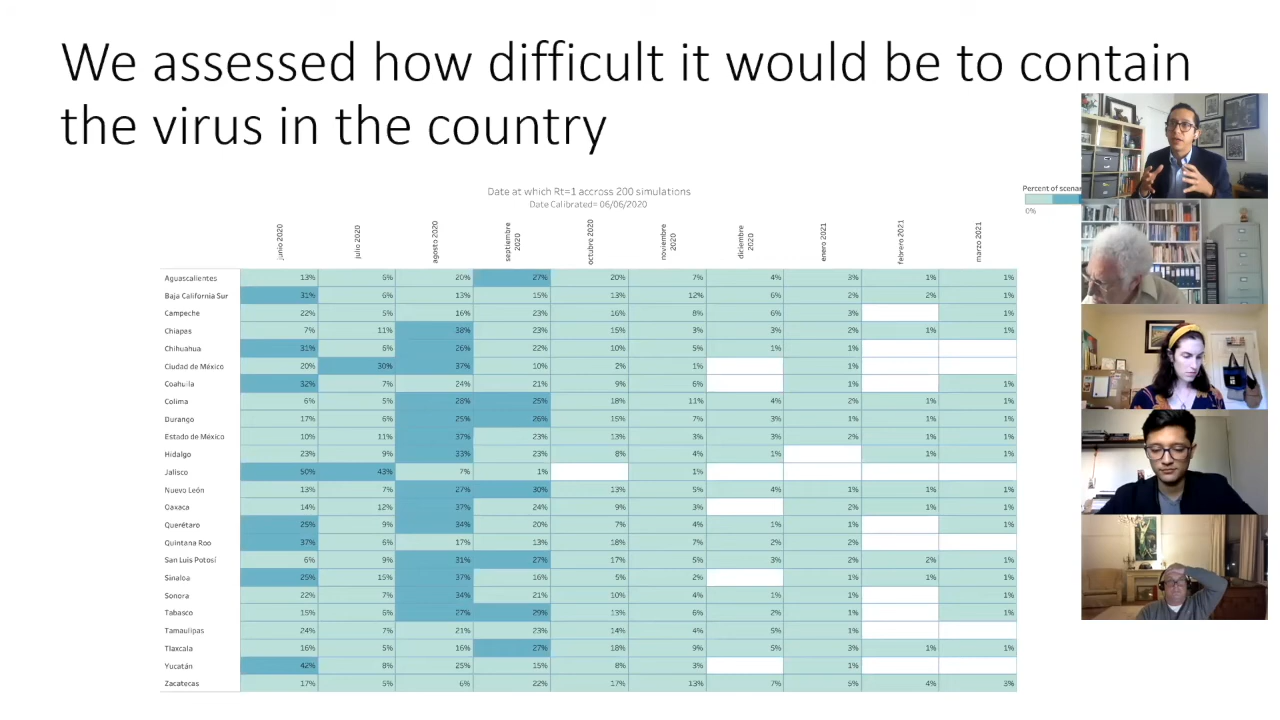 We assessed how difficult it would be to contain
the virus in the country
Date at which Rt=1 accross 200 simulations
Date Calibrated= 06/06/2020
Percent of scenar
0%
junio 2020 julio 2020 agosto 2020 septiembre 2020 octubre 2020 noviembre 2020 diciembre 2020 enero 2021 febrero 2021 marzo 2021
Aguascalientes 13% 5% 20% 27% 20% 7% 4% 3% 1% 1%
Baja California Sur 31% 6% 13% 15% 13% 12% 6% 2% 2% 1%
Campeche 22% 5% 16% 23% 16% 8% 6% 3% 1%
Chiapas 7% 11% 38% 23% 15% 3% 3% 2% 1% 1%
Chihuahua 31% 6% 26% 22% 10% 5% 1% 1%
Ciudad de México 20% 30% 37% 10% 2% 1% 1%
Coahuila 32% 7% 24% 21% 9% 6% 1% 1%
Colima 6% 5% 28% 25% 18% 11% 4% 2% 1% 1%
Durango 17% 6% 25% 26% 15% 7% 3% 1% 1% 1%
Estado de México 10% 11% 37% 23% 13% 3% 3% 2% 1% 1%
Hidalgo 23% 9% 33% 23% 8% 4% 1% 1% 1%
Jalisco 50% 43% 7% 1% 1%
Nuevo León 13% 7% 27% 30% 13% 5% 4% 1% 1% 1%
Oaxaca 14% 12% 37% 24% 9% 3% 2% 1% 1%
Querétaro 25% 9% 34% 20% 7% 4% 1% 1% 1%
Quintana Roo 37% 6% 17% 13% 18% 7% 2% 2%
San Luis Potosí 6% 9% 31% 27% 17% 5% 3% 2% 2% 1%
Sinaloa 25% 15% 37% 16% 5% 2% 1% 1% 1%
Sonora 22% 7% 34% 21% 10% 4% 1% 1% 1%
Tabasco 15% 6% 27% 29% 13% 6% 2% 1% 1%
Tamaulipas 24% 7% 21% 23% 14% 4% 5% 1%
Tlaxcala 16% 5% 16% 27% 18% 9% 5% 3% 1% 1%
Yucatán 42% 8% 25% 15% 8% 3% 1%
Zacatecas 17% 5% 6% 22% 17% 13% 7% 5% 4% 3%